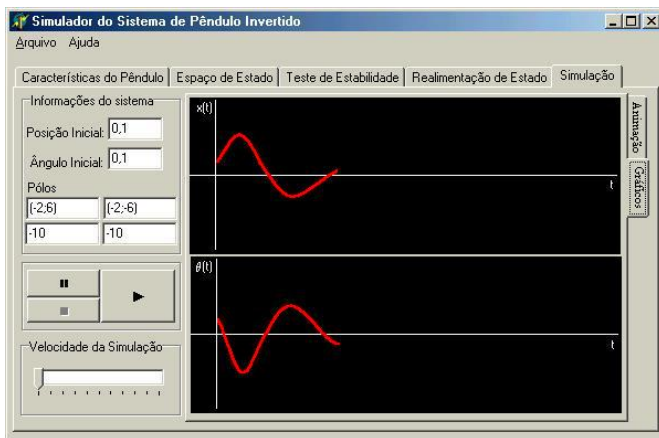 Simulador do Sistema de Pêndulo Invertido
Arquivo Ajuda
Características do Pêndulo Espaço de Estado Teste de Estabilidade Realimentação de Estado Simulação
Informações do sistema
Posição Inicial: 0,1
Ângulo Inicial: 0,1
Pólos
(-2;6) (-2;-6)
-10 -10
Velocidade da Simulação
x(t)
t
θ(t)
t
Animação
Gráficos